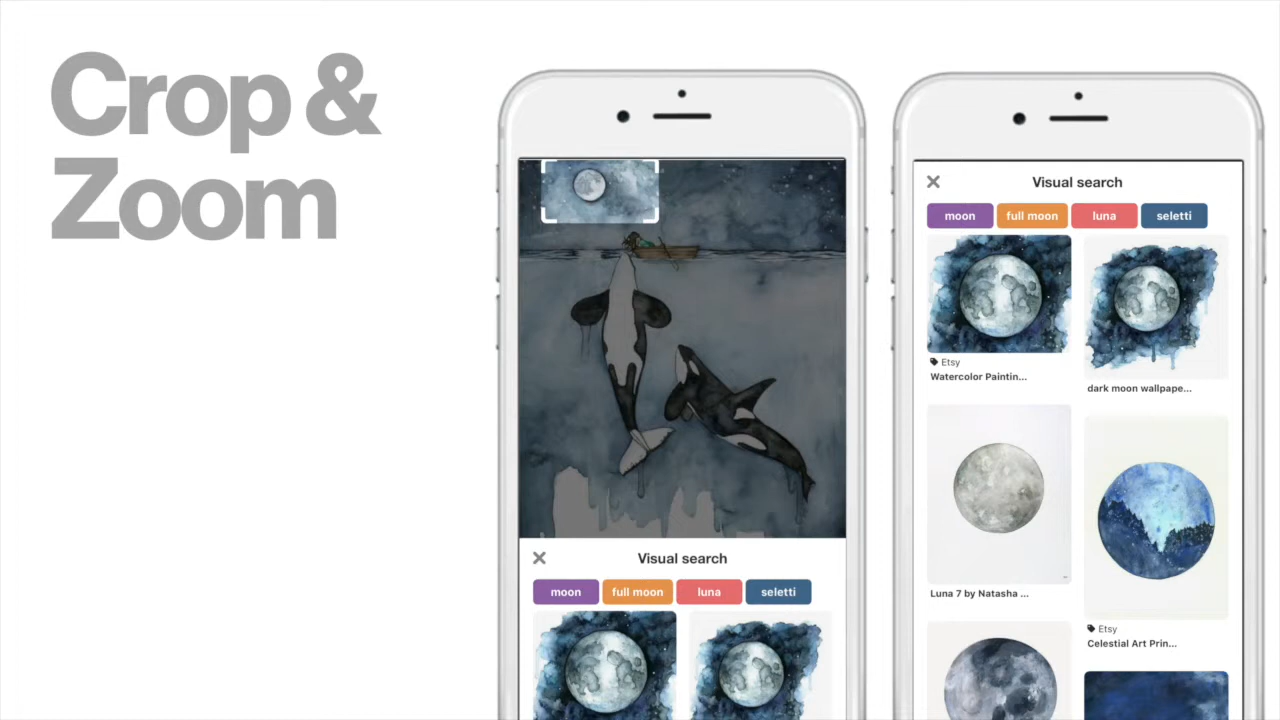 Crop &
Zoom
Visual search
moon full moon luna seletti
Visual search
moon full moon luna seletti
Etsy
Watercolor Paintin...
dark moon wallpape...
Luna 7 by Natasha ...
Etsy
Celestial Art Prin...